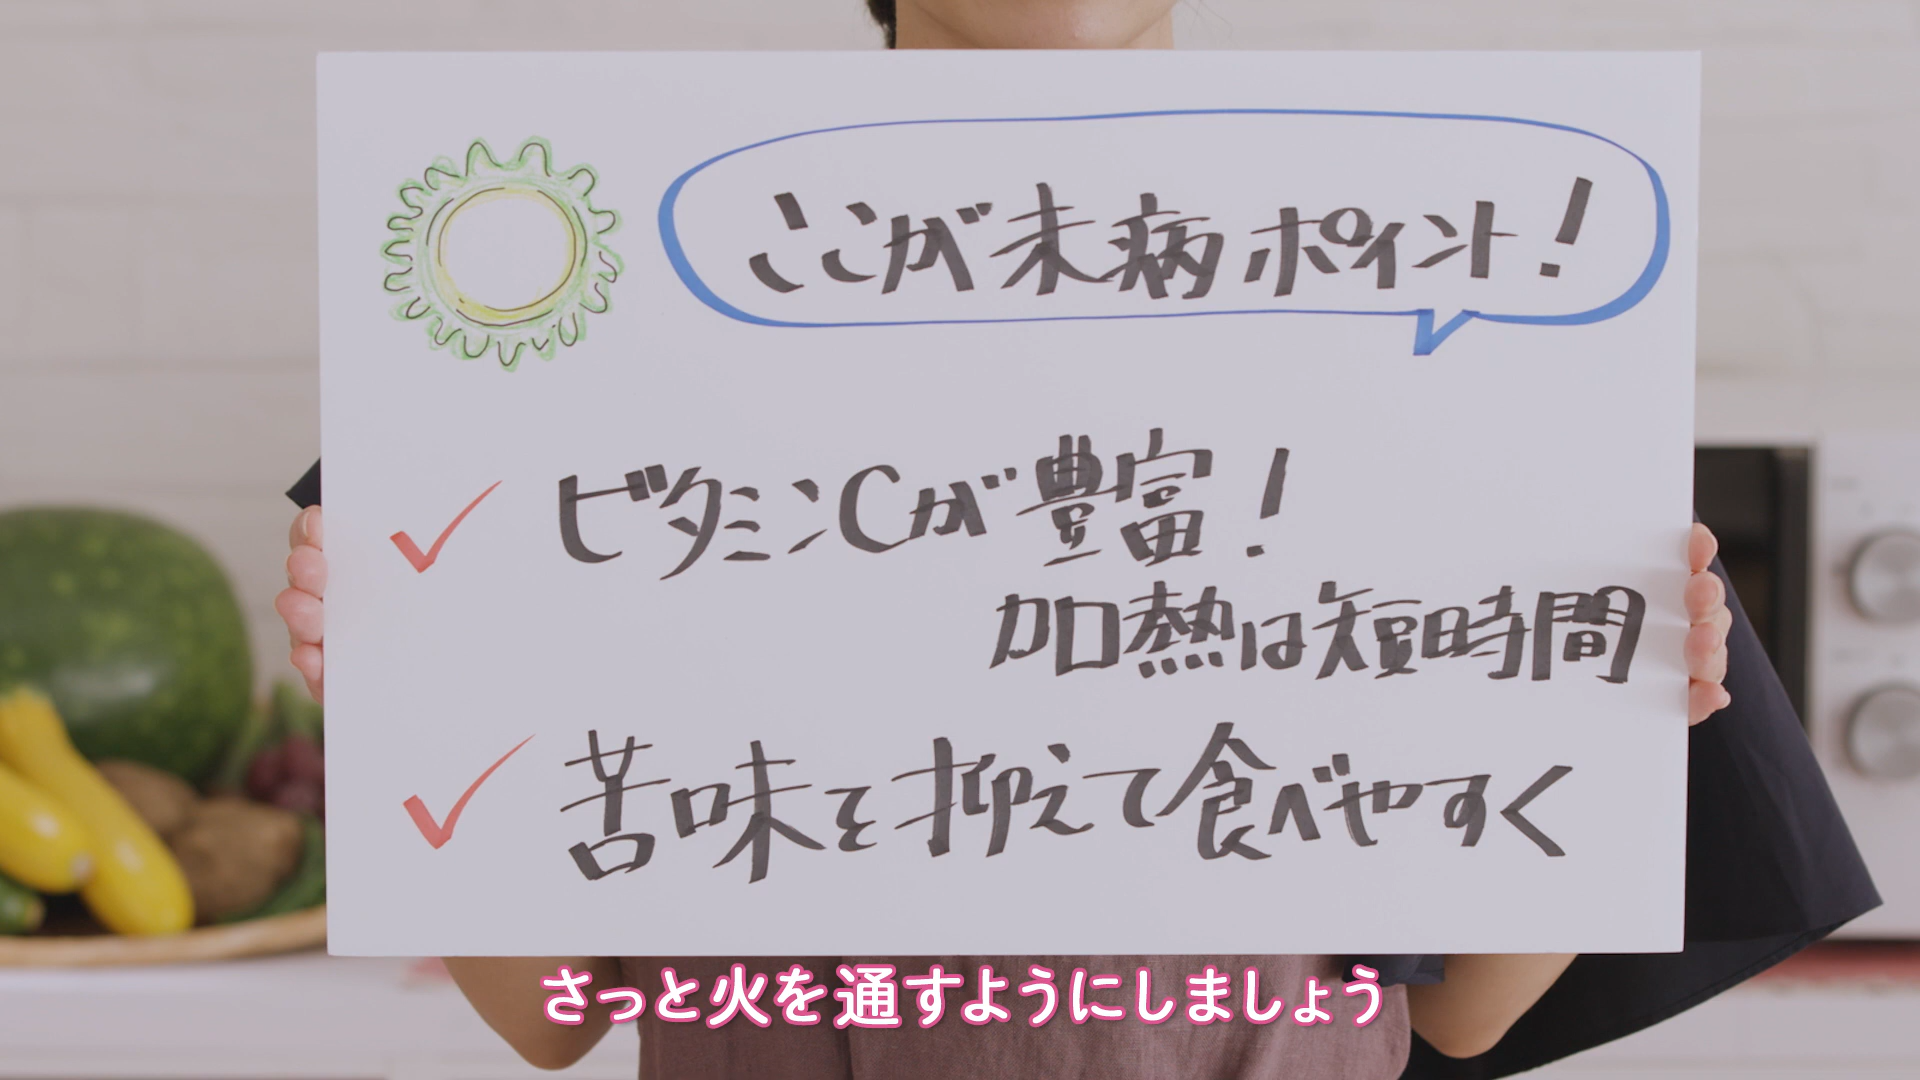 ここが未病ポイント！
ビタミンCが豊富！
加熱は短時間
苦味を抑えて食べやすく
さっと火を通すようにしましょう